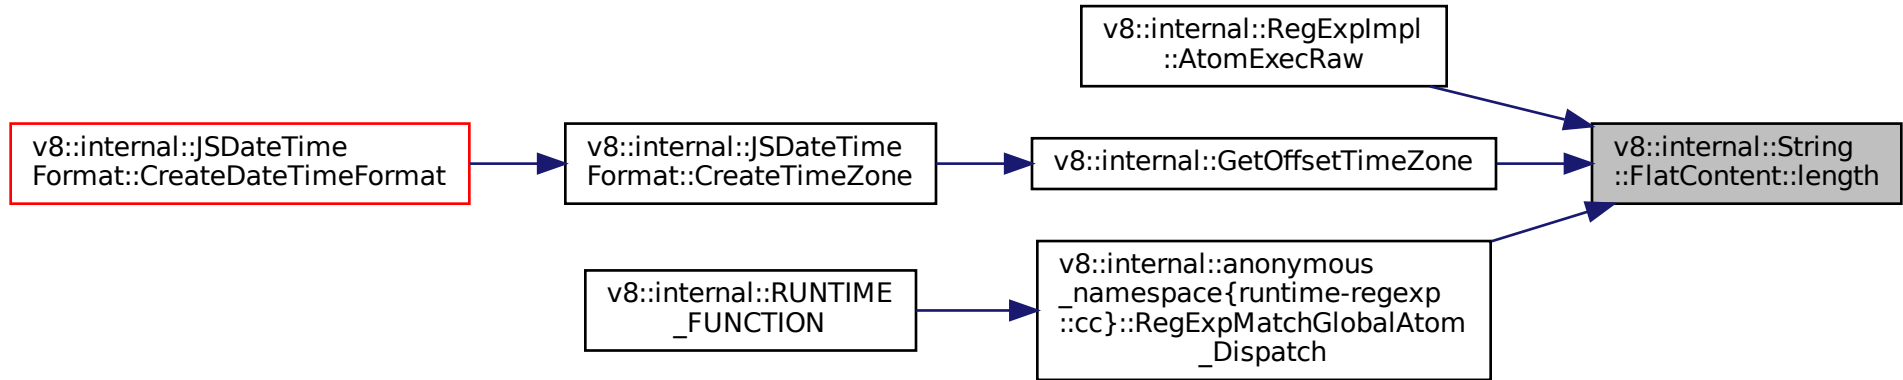 v8::internal::RegExpImpl
::AtomExecRaw
v8::internal::JSDateTime
Format::CreateDateTimeFormat
v8::internal::JSDateTime
Format::CreateTimeZone
v8::internal::GetOffsetTimeZone
v8::internal::String
::FlatContent::length
v8::internal::RUNTIME
_FUNCTION
v8::internal::anonymous
_namespace{runtime-regexp
::cc}::RegExpMatchGlobalAtom
_Dispatch